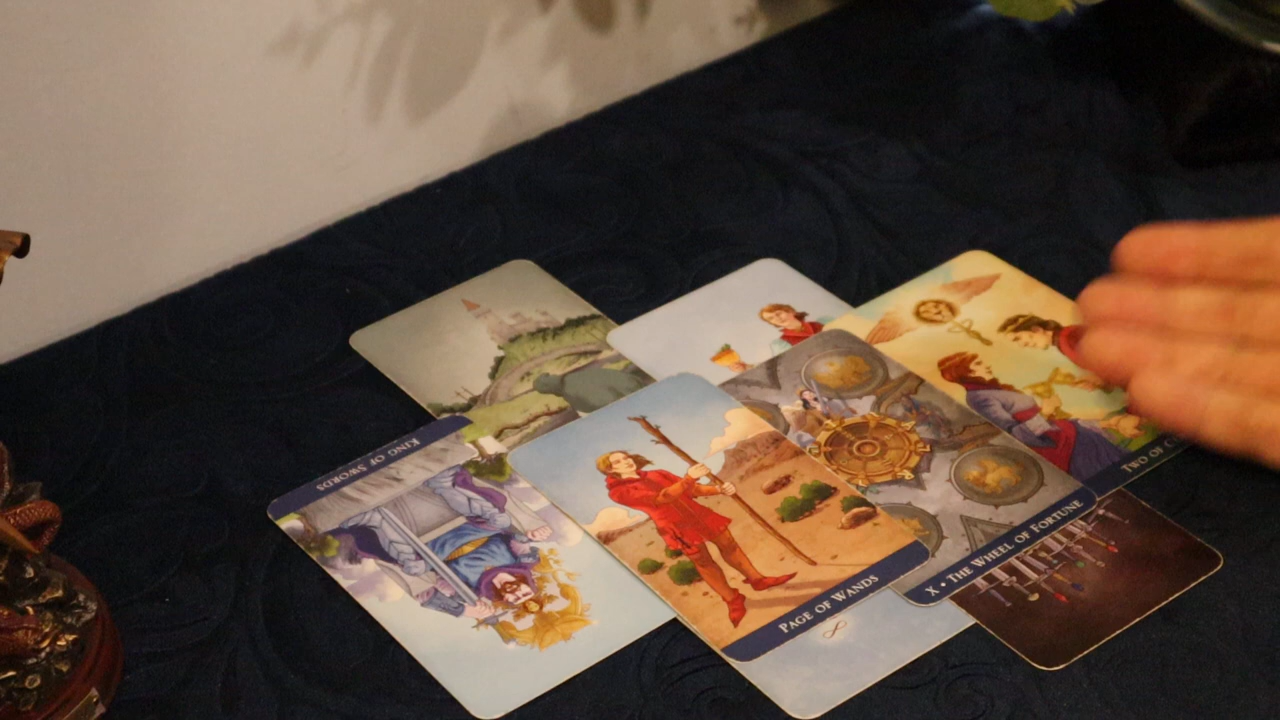 KING OF SWORDS
TWO OF C
X • THE WHEEL OF FORTUNE
PAGE OF WANDS
∞